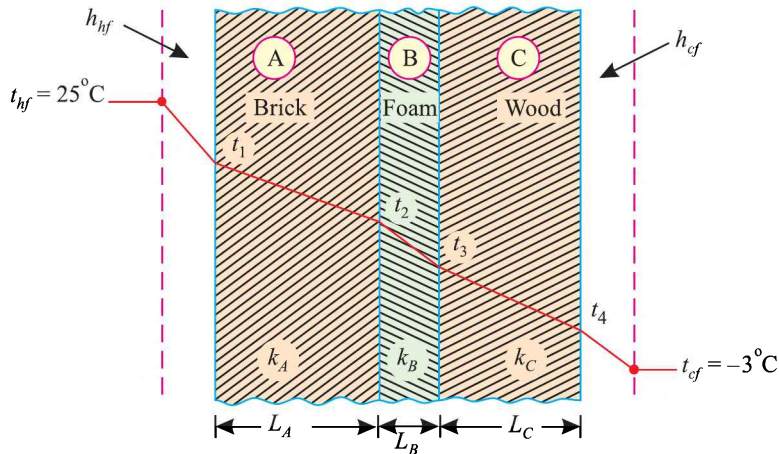 h_hf
h_cf
A B C
t_hf = 25°C
Brick Foam Wood
t_1
t_2
t_3
t_4
k_A k_B k_C
t_cf = –3°C
L_A L_B L_C